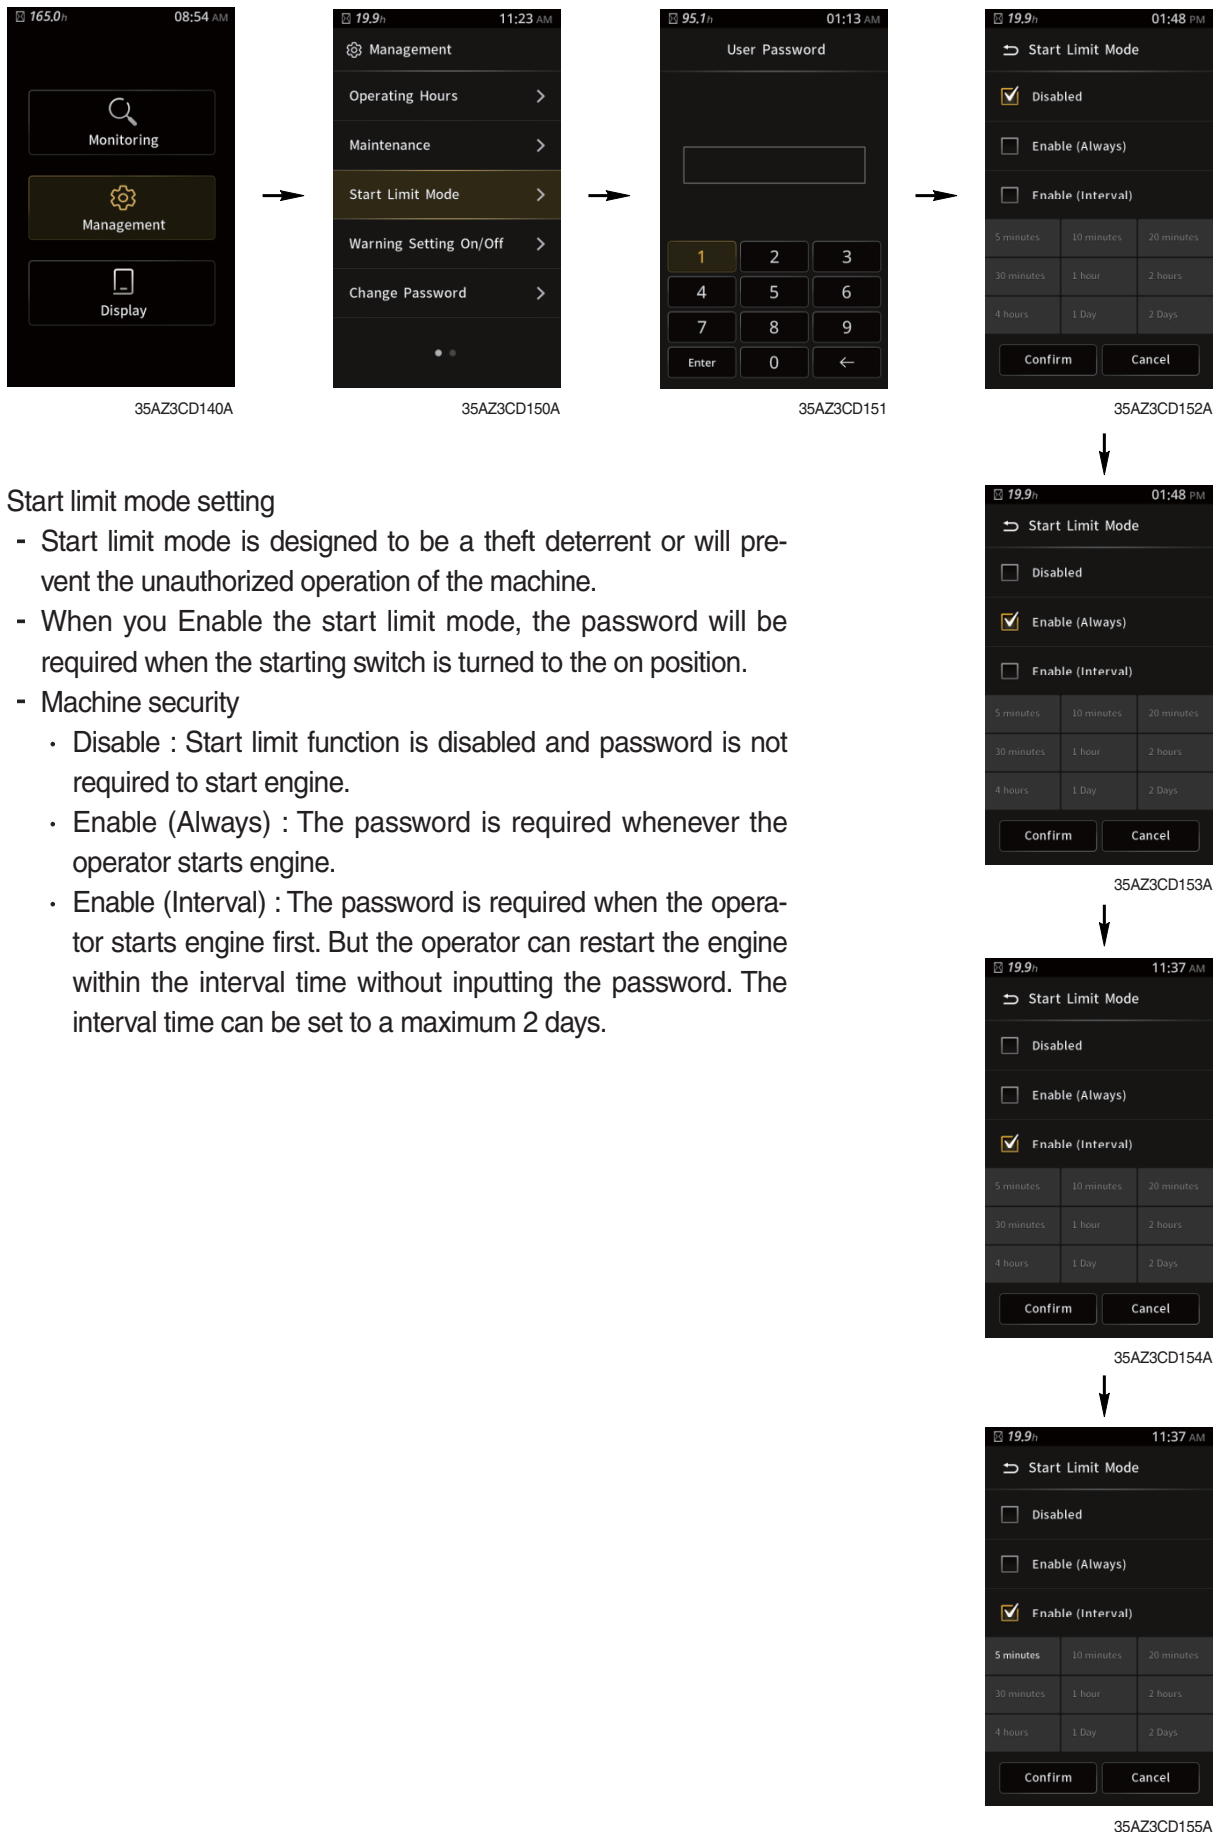 165.0h 08:54 AM
Monitoring
Management
Display
35AZ3CD140A
19.9h 11:23 AM
Management
Operating Hours
Maintenance
Start Limit Mode
Warning Setting On/Off
Change Password
35AZ3CD150A
95.1h 01:13 AM
User Password
1 2 3
4 5 6
7 8 9
Enter 0 ←
35AZ3CD151
19.9h 01:48 PM
Start Limit Mode
Disabled
Enable (Always)
Enable (Interval)
5 minutes 10 minutes 20 minutes
30 minutes 1 hour 2 hours
4 hours 1 Day 2 Days
Confirm Cancel
35AZ3CD152A
Start limit mode setting
- Start limit mode is designed to be a theft deterrent or will pre-
vent the unauthorized operation of the machine.
- When you Enable the start limit mode, the password will be
required when the starting switch is turned to the on position.
- Machine security
· Disable : Start limit function is disabled and password is not
required to start engine.
· Enable (Always) : The password is required whenever the
operator starts engine.
· Enable (Interval) : The password is required when the opera-
tor starts engine first. But the operator can restart the engine
within the interval time without inputting the password. The
interval time can be set to a maximum 2 days.
19.9h 01:48 PM
Start Limit Mode
Disabled
Enable (Always)
Enable (Interval)
5 minutes 10 minutes 20 minutes
30 minutes 1 hour 2 hours
4 hours 1 Day 2 Days
Confirm Cancel
35AZ3CD153A
19.9h 11:37 AM
Start Limit Mode
Disabled
Enable (Always)
Enable (Interval)
5 minutes 10 minutes 20 minutes
30 minutes 1 hour 2 hours
4 hours 1 Day 2 Days
Confirm Cancel
35AZ3CD154A
19.9h 11:37 AM
Start Limit Mode
Disabled
Enable (Always)
Enable (Interval)
5 minutes 10 minutes 20 minutes
30 minutes 1 hour 2 hours
4 hours 1 Day 2 Days
Confirm Cancel
35AZ3CD155A